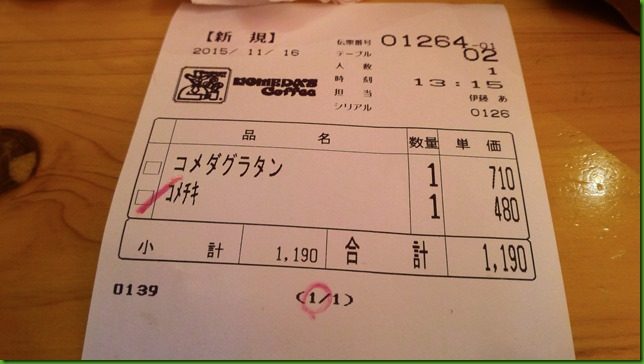 【新 規】
2015/ 11/ 16
伝票番号 01264-01
テーブル 02
人 数 1
時 刻 13:15
担 当 伊藤 あ
シリアル 0126
KOMEDA'S
Coffee
品 名 数量 単 価
コメダグラタン 1 710
コメチキ 1 480
小 計 1,190 合 計 1,190
0139 (1/1)